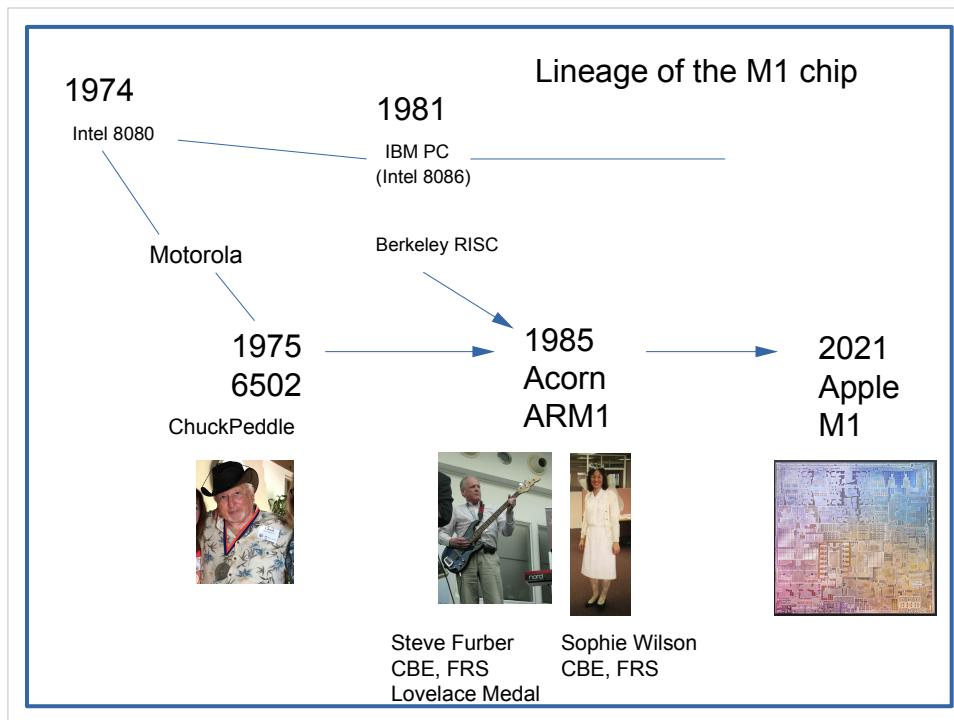 Lineage of the M1 chip
1974
Intel 8080
1981
IBM PC
(Intel 8086)
Motorola
Berkeley RISC
1975
6502
ChuckPeddle
1985
Acorn
ARM1
2021
Apple
M1
nord
Steve Furber
CBE, FRS
Lovelace Medal
Sophie Wilson
CBE, FRS